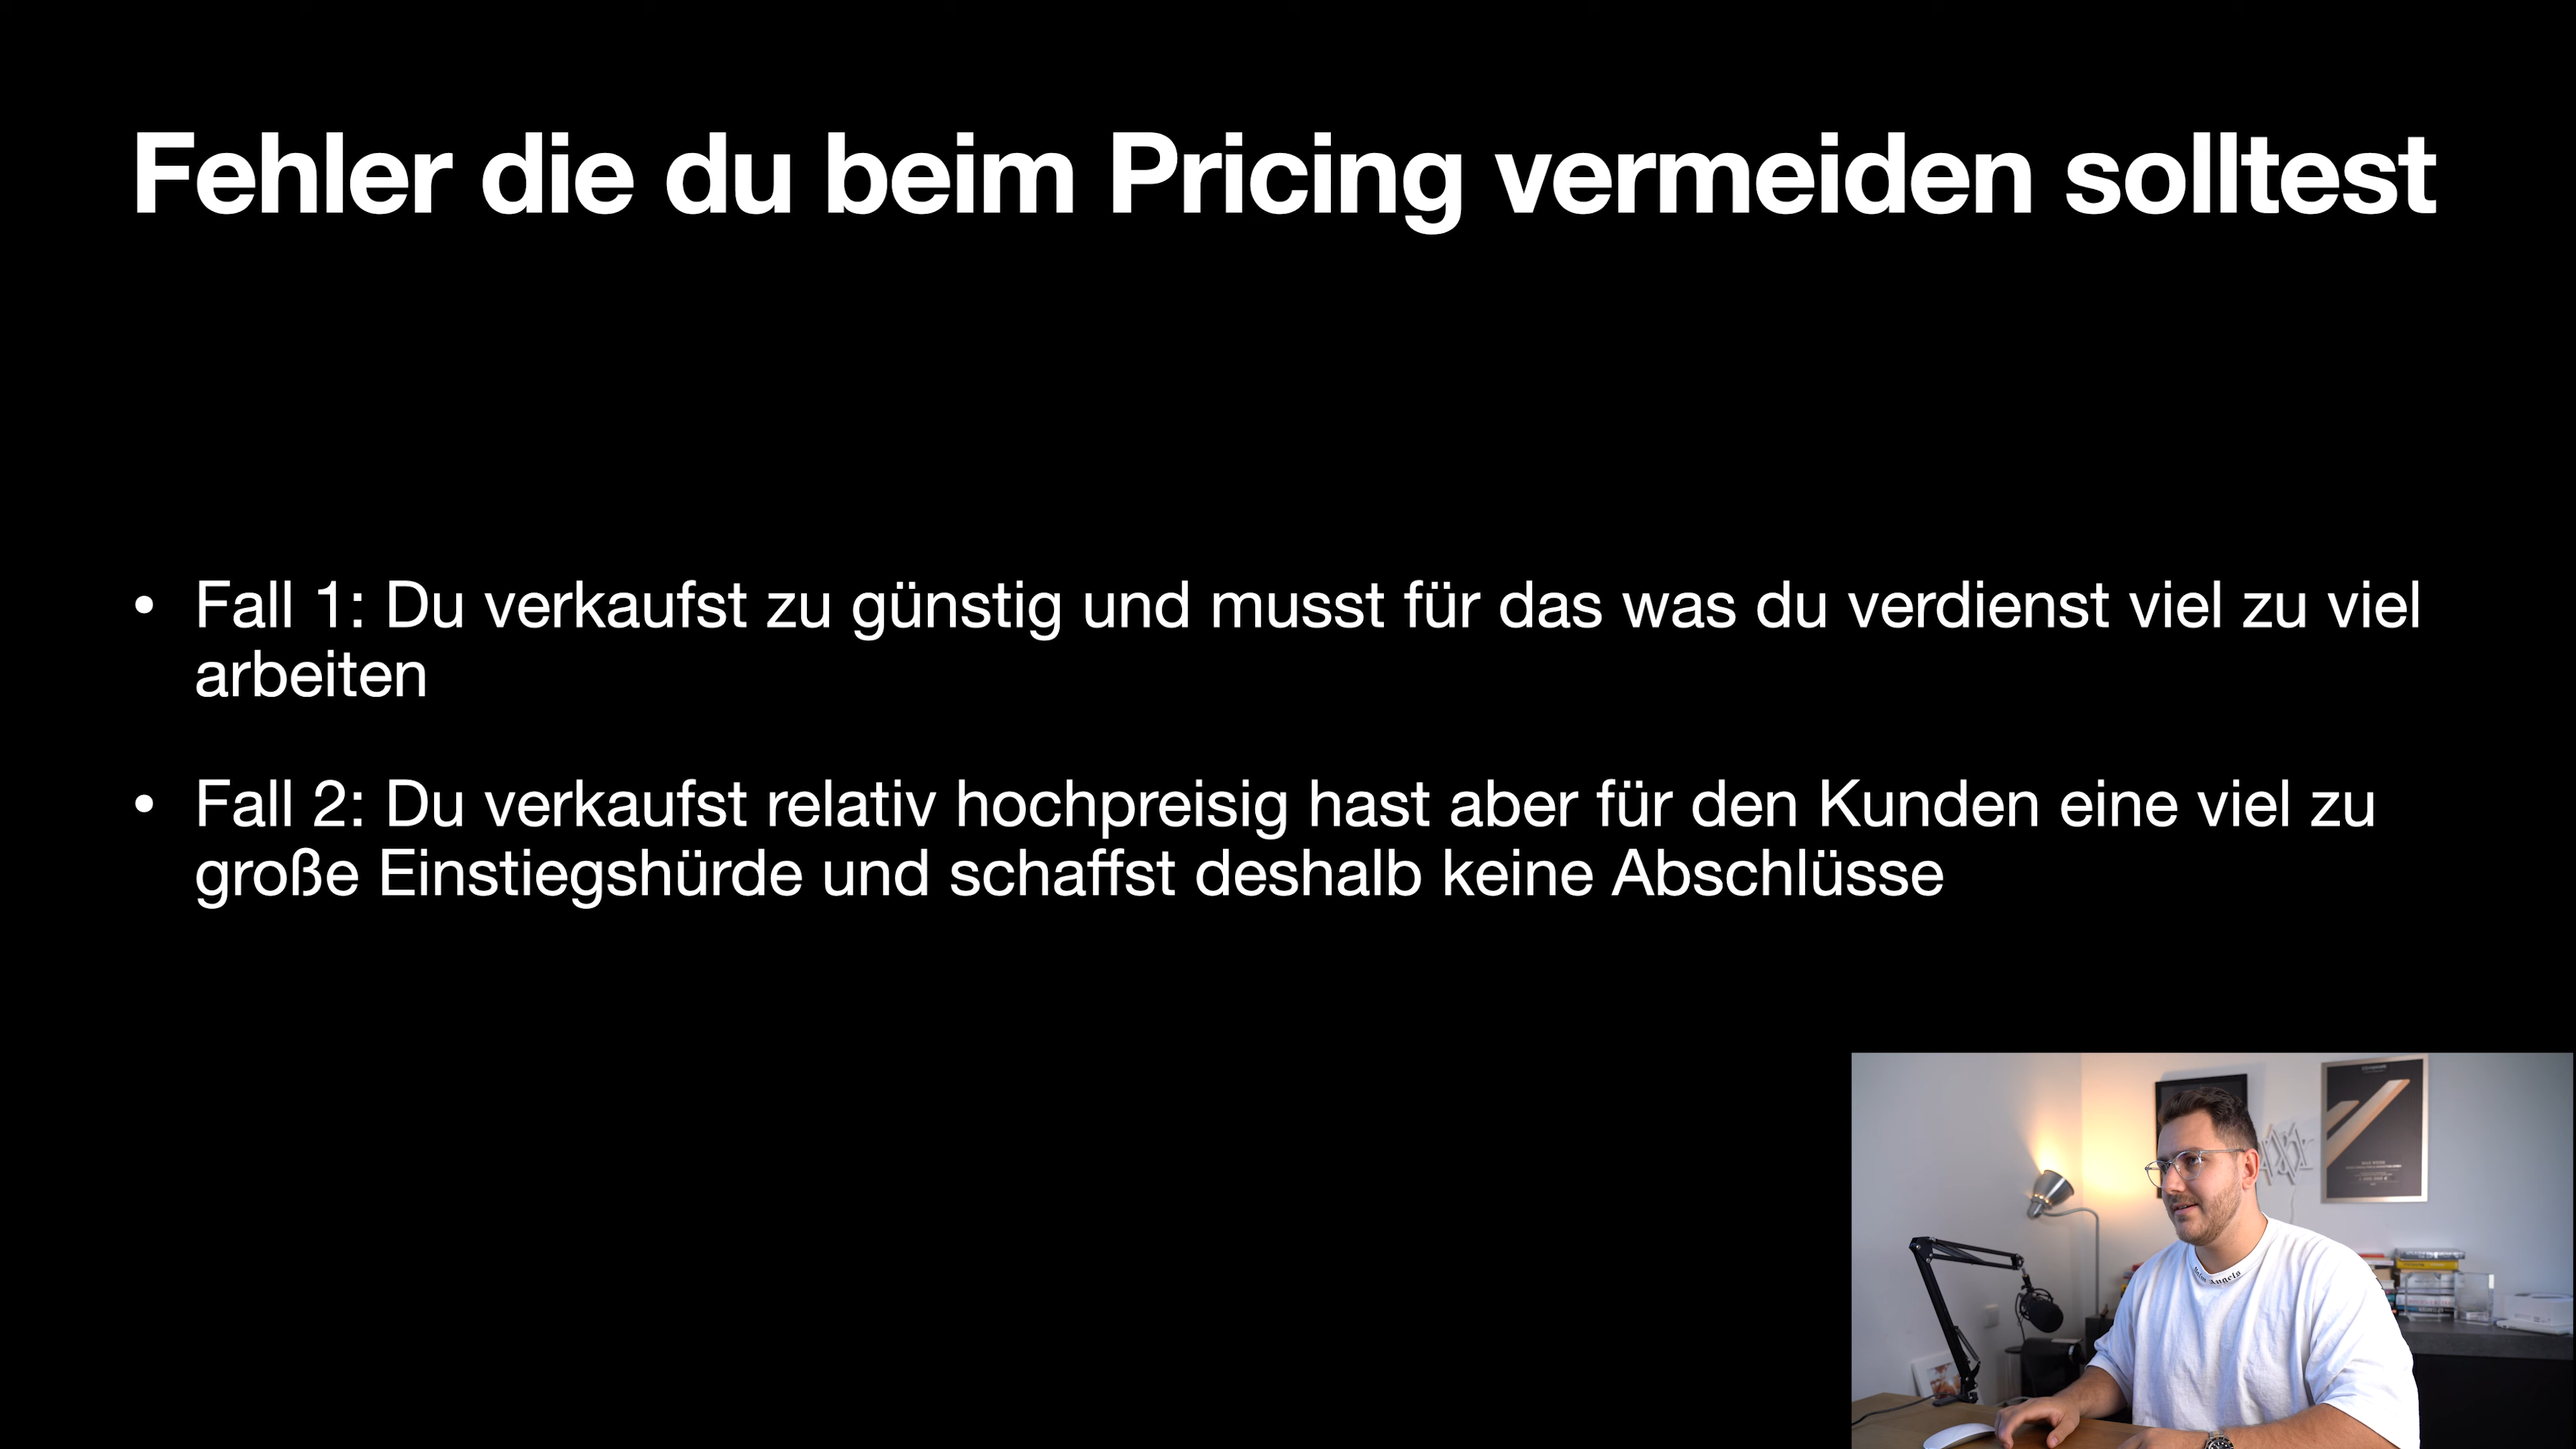 Fehler die du beim Pricing vermeiden solltest
• Fall 1: Du verkaufst zu günstig und musst für das was du verdienst viel zu viel
arbeiten
• Fall 2: Du verkaufst relativ hochpreisig hast aber für den Kunden eine viel zu
große Einstiegshürde und schaffst deshalb keine Abschlüsse
Angels